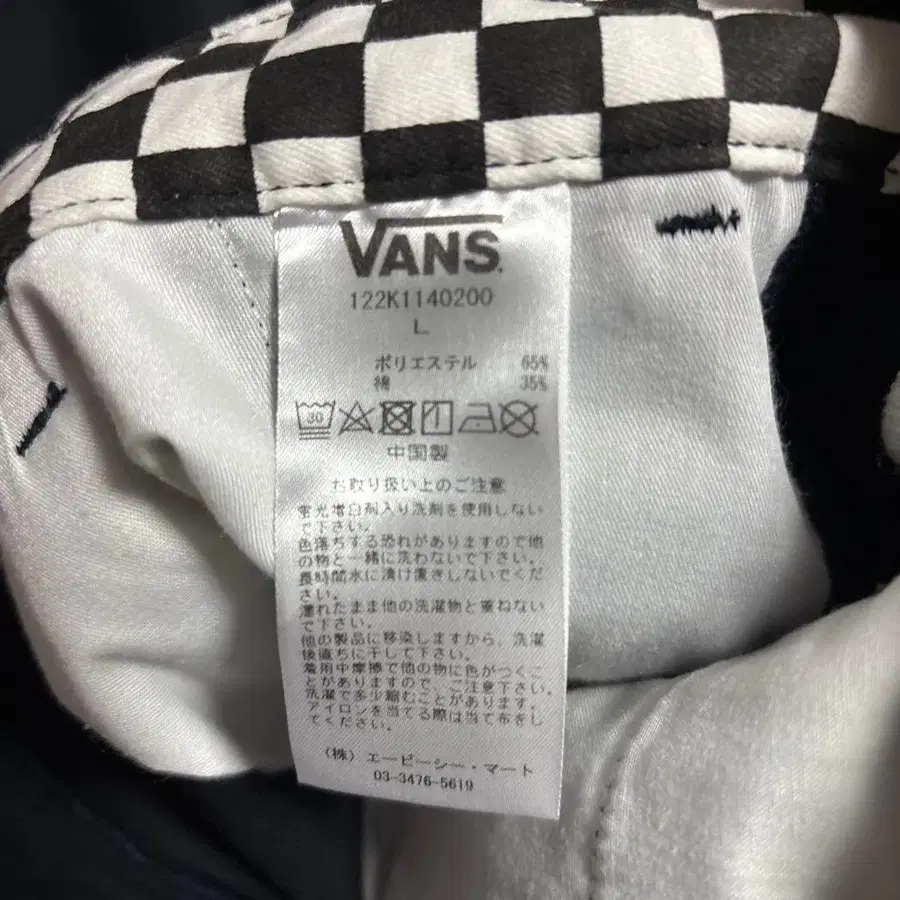 VANS
122K1140200
L
ポリエステル 65%
綿 35%
30
中国製
お取り扱い上のご注意
蛍光増白剤入り洗剤を使用しない
で下さい。
色落ちする恐れがありますので他
の物と一緒に洗わないで下さい。
長時間水に漬け置きしないでくだ
さい。
濡れたまま他の洗濯物と重ねない
で下さい。
他の製品に移染しますから、洗濯
後直ちに干して下さい。
着用中摩擦で他の物に色がつくこ
とがありますので、ご注意下さい。
洗濯で多少縮むことがあります。
アイロンを当てる際は当て布をし
てください。
(株)エービーシー・マート
03-3476-5619